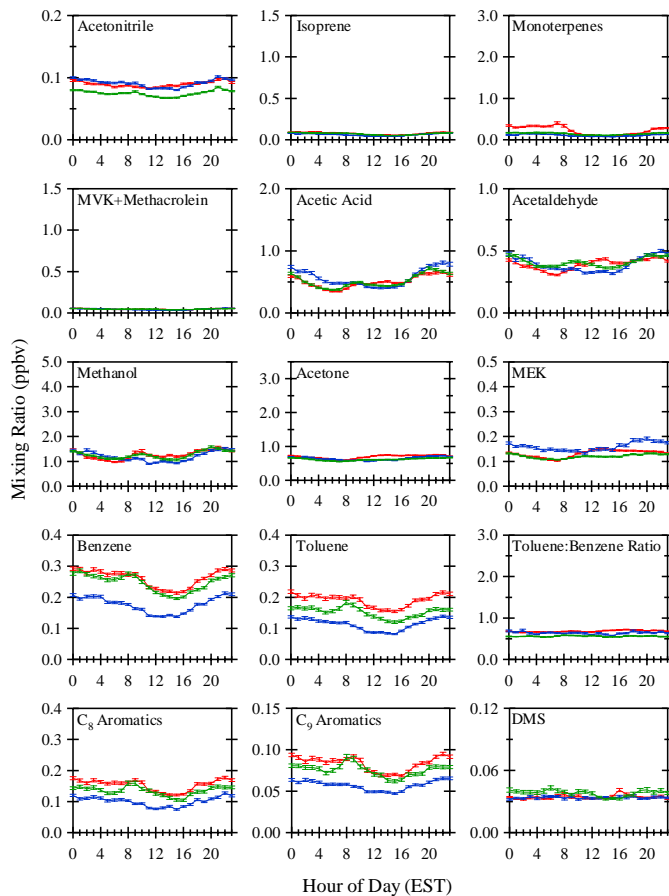 Mixing Ratio (ppbv)
Acetonitrile
0.2
0.1
0.0
0 4 8 12 16 20
Isoprene
1.5
1.0
0.5
0.0
0 4 8 12 16 20
Monoterpenes
3.0
2.0
1.0
0.0
0 4 8 12 16 20
MVK+Methacrolein
1.5
1.0
0.5
0.0
0 4 8 12 16 20
Acetic Acid
2.0
1.0
0.0
0 4 8 12 16 20
Acetaldehyde
1.0
0.5
0.0
0 4 8 12 16 20
Methanol
5.0
4.0
3.0
2.0
1.0
0.0
0 4 8 12 16 20
Acetone
3.0
2.0
1.0
0.0
0 4 8 12 16 20
MEK
0.5
0.4
0.3
0.2
0.1
0.0
0 4 8 12 16 20
Benzene
0.4
0.3
0.2
0.1
0.0
0 4 8 12 16 20
Toluene
0.4
0.3
0.2
0.1
0.0
0 4 8 12 16 20
Toluene:Benzene Ratio
3.0
2.0
1.0
0.0
0 4 8 12 16 20
C8 Aromatics
0.4
0.3
0.2
0.1
0.0
0 4 8 12 16 20
C9 Aromatics
0.15
0.10
0.05
0.00
0 4 8 12 16 20
DMS
0.12
0.06
0.00
0 4 8 12 16 20
Hour of Day (EST)